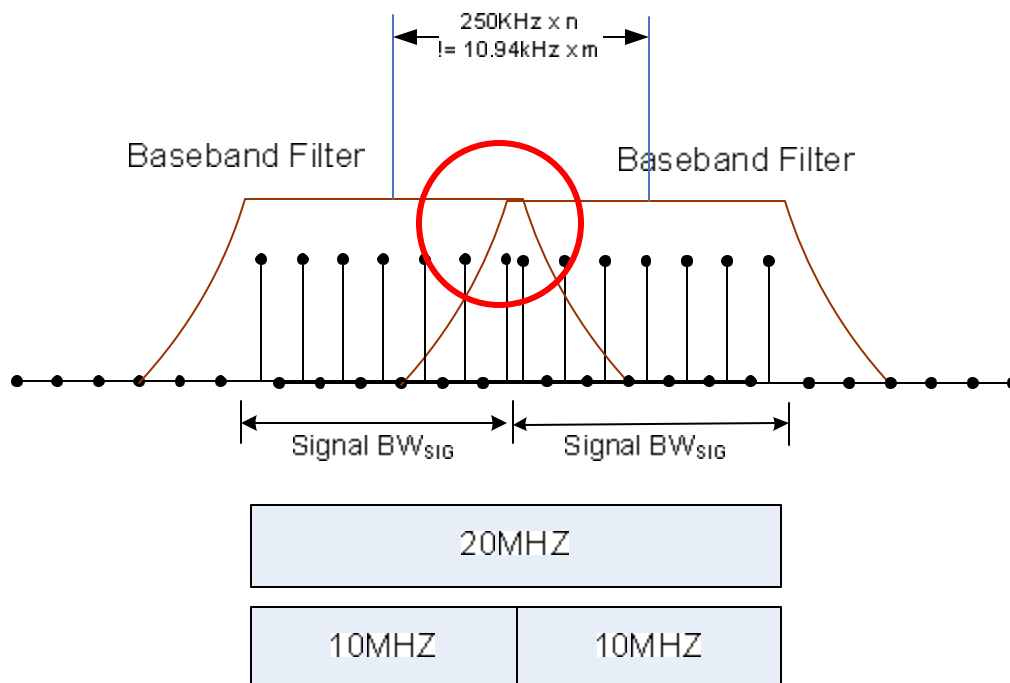 250KHz x n
!= 10.94kHz x m
Baseband Filter
Baseband Filter
Signal BWSIG
Signal BWSIG
20MHZ
10MHZ
10MHZ